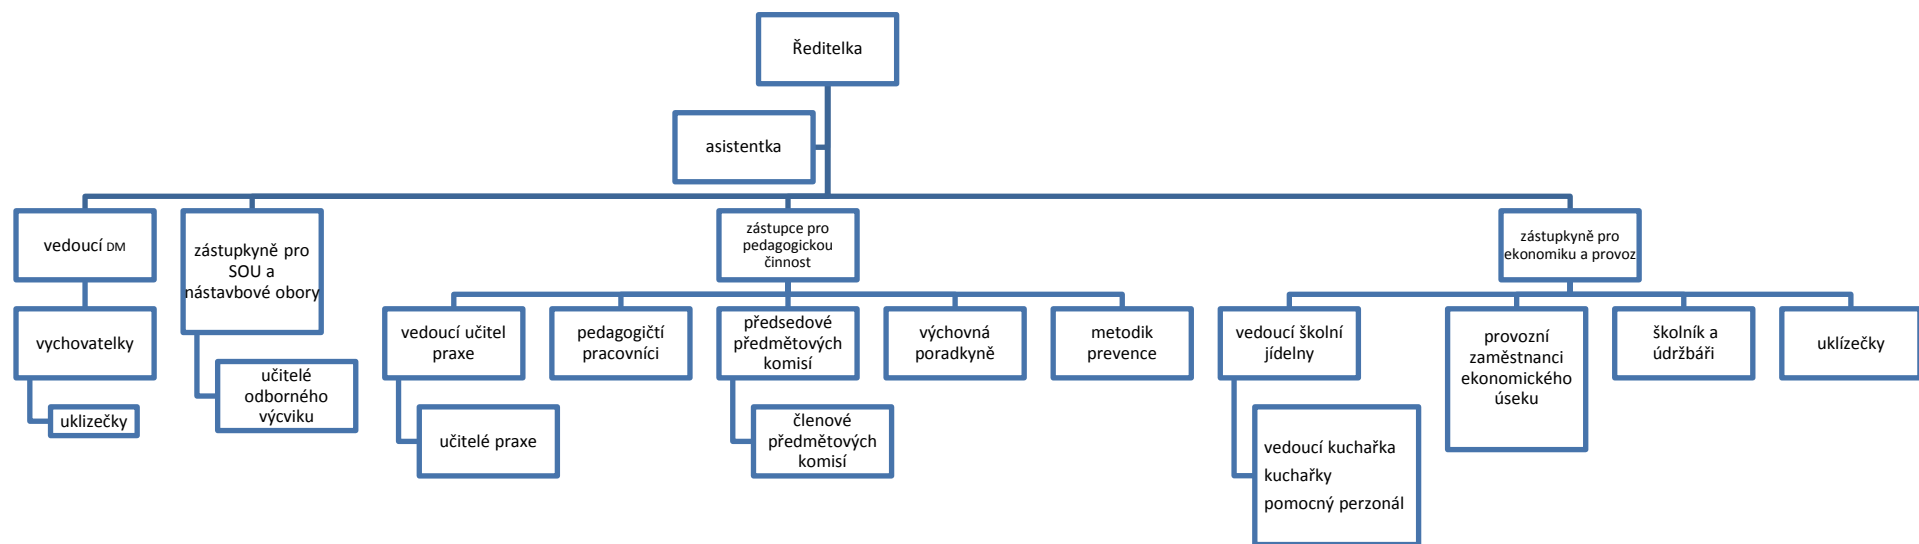 Ředitelka
asistentka
vedoucí DM
zástupkyně pro
SOU a
nástavbové obory
zástupce pro
pedagogickou
činnost
zástupkyně pro
ekonomiku a provoz
vychovatelky
uklizečky
učitelé
odborného
výcviku
vedoucí učitel
praxe
učitelé praxe
pedagogičtí
pracovníci
předsedové
předmětových
komisí
členové
předmětových
komisí
výchovná
poradkyně
metodik
prevence
vedoucí školní
jídelny
vedoucí kuchařka
kuchařky
pomocný perzonál
provozní
zaměstnanci
ekonomického
úseku
školník a
údržbáři
uklízečky